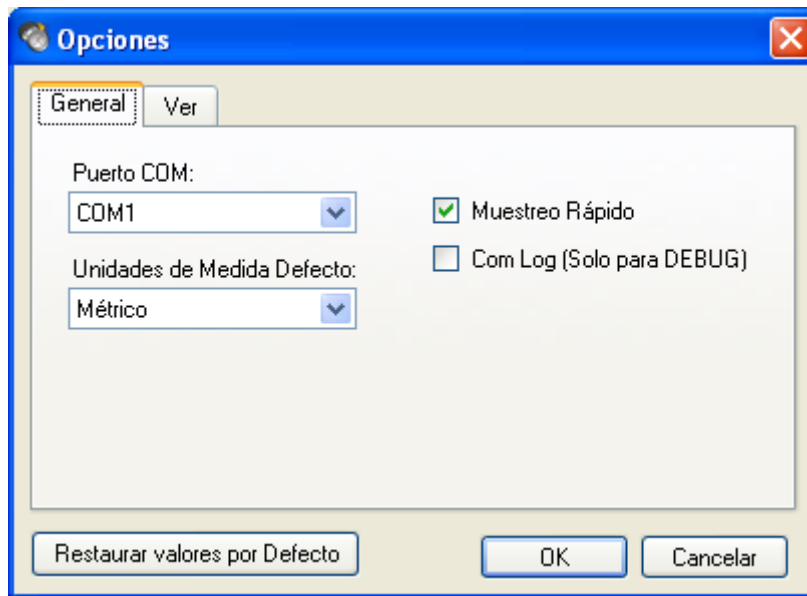 Opciones
General Ver
Puerto COM:
COM1
Muestreo Rápido
Unidades de Medida Defecto:
Com Log (Solo para DEBUG)
Métrico
Restaurar valores por Defecto OK Cancelar